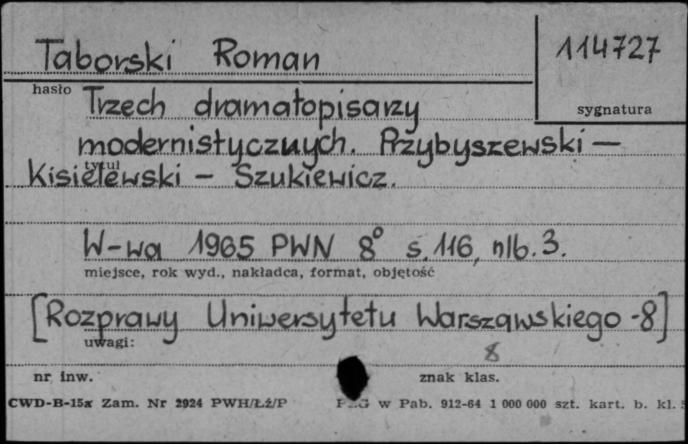 Taborski Roman
114727
hasło
sygnatura
Trzech dramatopisarzy
modernistycznych. Przybyszewski —
tytuł
Kisielewski – Szukiewicz.
W-wa 1965 PWN 8° s. 116, nlb. 3.
miejsce, rok wyd., nakładca, format, objętość
[Rozprawy Uniwersytetu Warszawskiego -8]
uwagi:
8
nr inw.
znak klas.
CWD-B-15x Zam. Nr 2924 PWH/Łź/P
w Pab. 912-64 1 000 000 szt. kart. b. kl.